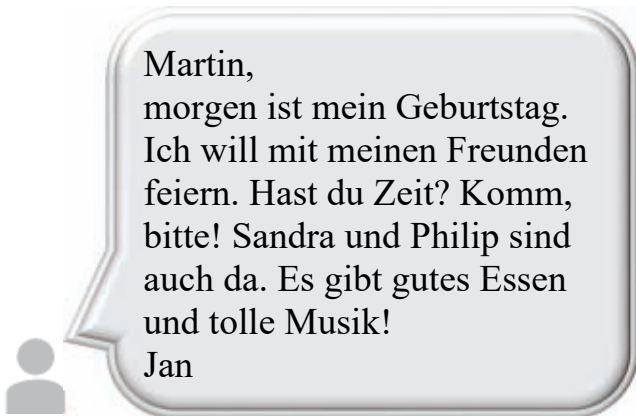 Martin,
morgen ist mein Geburtstag.
Ich will mit meinen Freunden
feiern. Hast du Zeit? Komm,
bitte! Sandra und Philip sind
auch da. Es gibt gutes Essen
und tolle Musik!
Jan